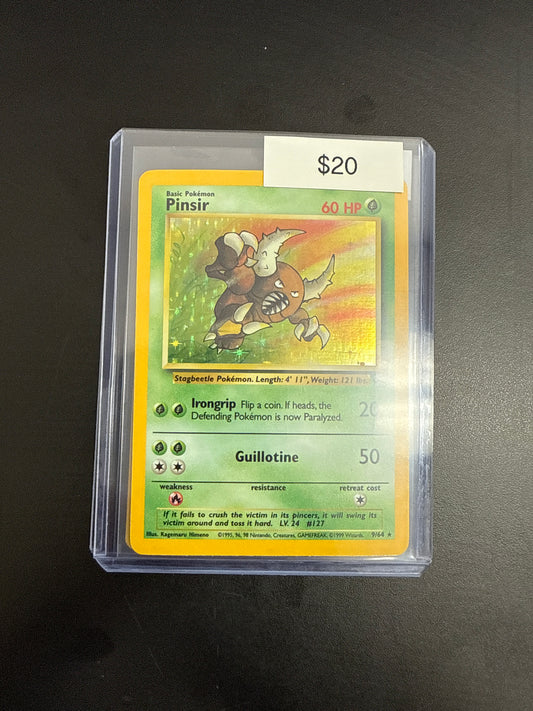 $20
Basic Pokémon
Pinsir
60 HP
Stagbeetle Pokémon. Length: 4' 11", Weight: 121 lbs.
Irongrip Flip a coin. If heads, the 20
Defending Pokémon is now Paralyzed.
Guillotine 50
weakness resistance retreat cost
If it fails to crush the victim in its pincers, it will swing its
victim around and toss it hard. LV. 24 #127
Illus. Kagemaru Himeno ©1995, 96, 98 Nintendo, Creatures, GAMEFREAK. ©1999 Wizards. 9/64 ★